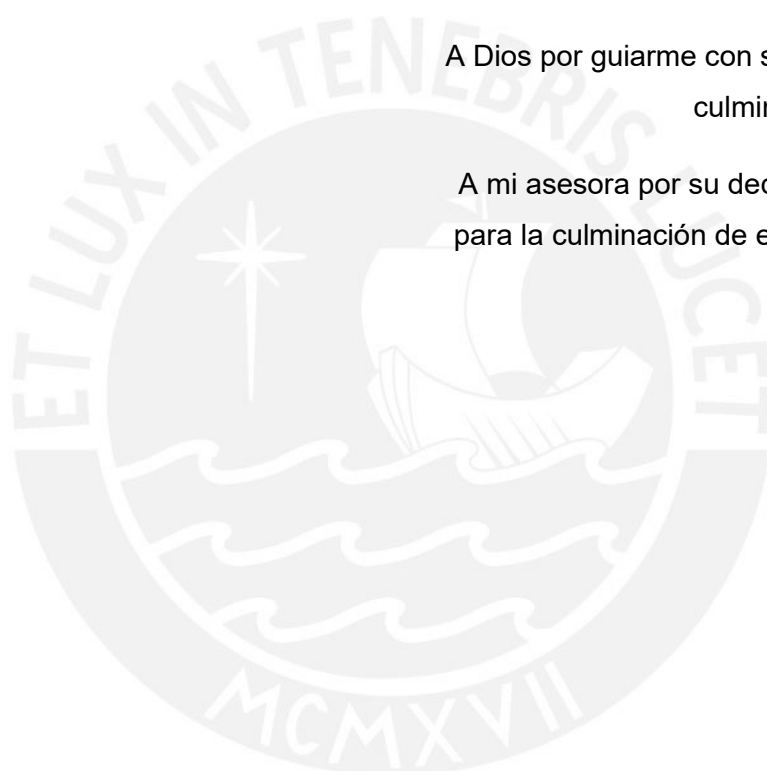 A Dios por guiarme con
culmi
A mi asesora por su
para la culminación de
ET LUX IN TENEBRIS LUCET
MCMXVII